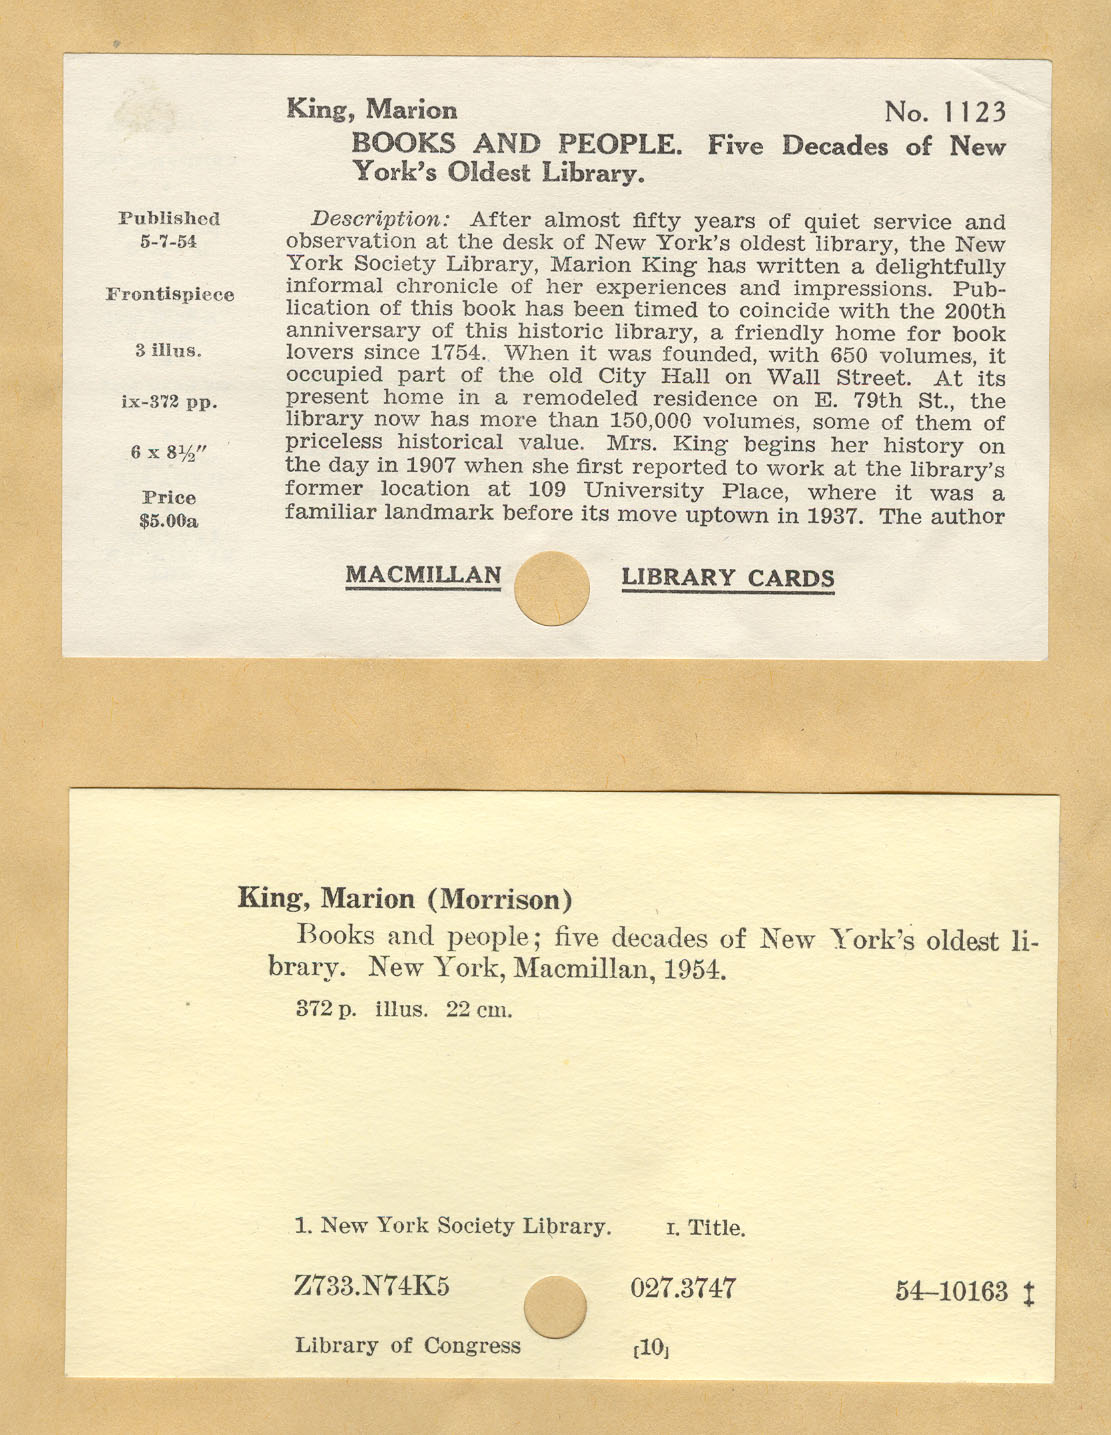 King, Marion No. 1123
BOOKS AND PEOPLE. Five Decades of New
York's Oldest Library.
Published
5-7-54
Frontispiece
3 illus.
ix-372 pp.
6 x 8½"
Price
$5.00a
Description: After almost fifty years of quiet service and
observation at the desk of New York's oldest library, the New
York Society Library, Marion King has written a delightfully
informal chronicle of her experiences and impressions. Pub-
lication of this book has been timed to coincide with the 200th
anniversary of this historic library, a friendly home for book
lovers since 1754. When it was founded, with 650 volumes, it
occupied part of the old City Hall on Wall Street. At its
present home in a remodeled residence on E. 79th St., the
library now has more than 150,000 volumes, some of them of
priceless historical value. Mrs. King begins her history on
the day in 1907 when she first reported to work at the library's
former location at 109 University Place, where it was a
familiar landmark before its move uptown in 1937. The author
MACMILLAN LIBRARY CARDS
King, Marion (Morrison)
Books and people; five decades of New York's oldest li-
brary. New York, Macmillan, 1954.
372 p. illus. 22 cm.
1. New York Society Library. I. Title.
Z733.N74K5 027.3747 54–10163 ‡
Library of Congress [10]